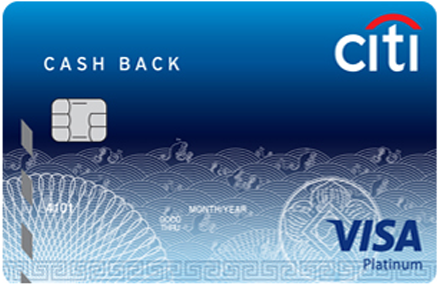 citi
CASH BACK
4101
MONTH/YEAR
GOOD
THRU
VISA
Platinum